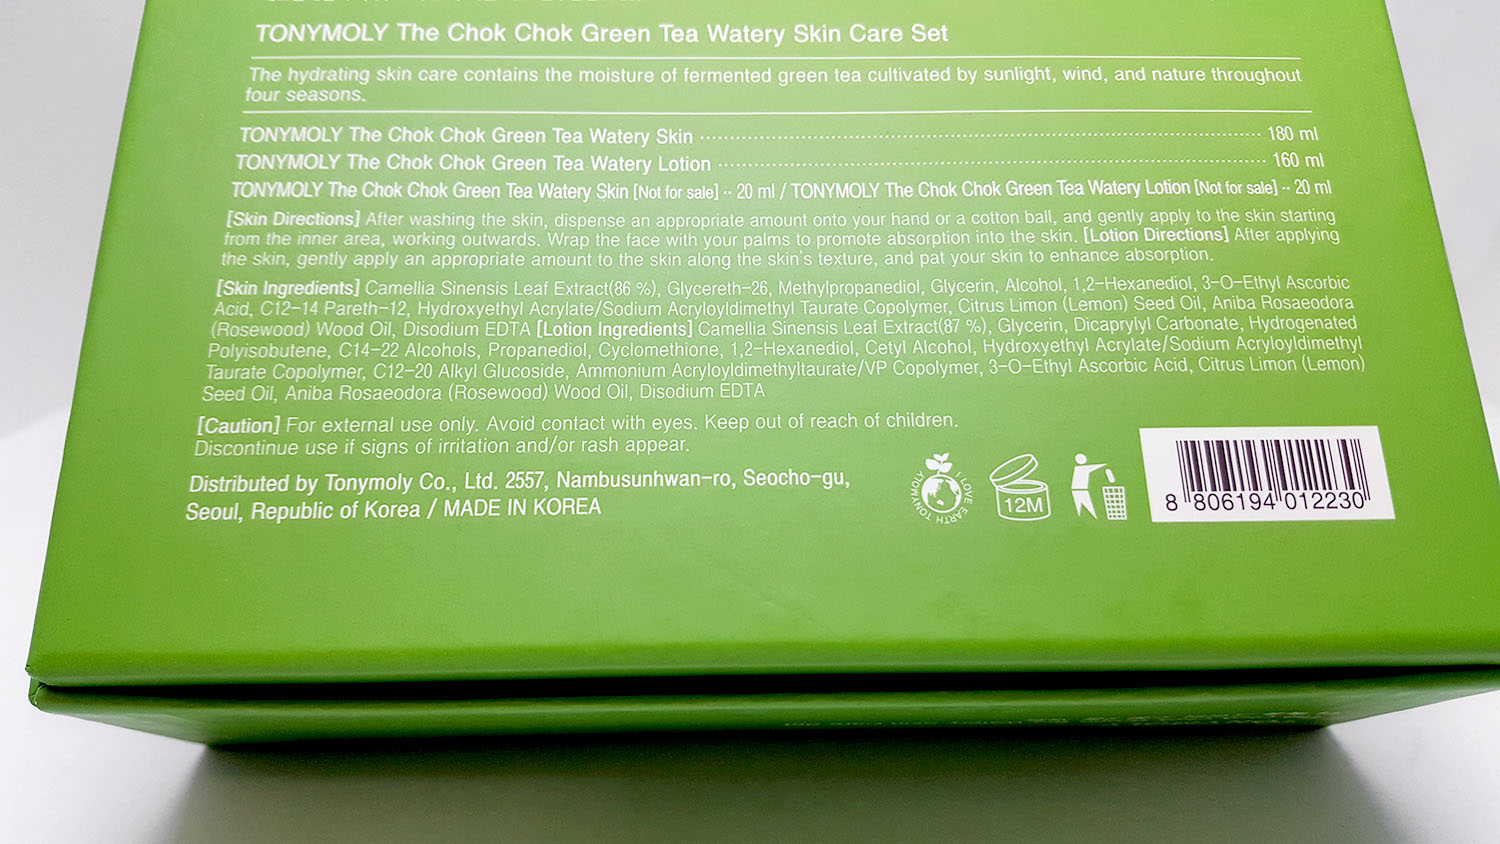 TONYMOLY The Chok Chok Green Tea Watery Skin Care Set
The hydrating skin care contains the moisture of fermented green tea cultivated by sunlight, wind, and nature throughout
four seasons.
TONYMOLY The Chok Chok Green Tea Watery Skin ········ 180 ml
TONYMOLY The Chok Chok Green Tea Watery Lotion ········ 160 ml
TONYMOLY The Chok Chok Green Tea Watery Skin [Not for sale] ·· 20 ml / TONYMOLY The Chok Chok Green Tea Watery Lotion [Not for sale] ·· 20 ml
[Skin Directions] After washing the skin, dispense an appropriate amount onto your hand or a cotton ball, and gently apply to the skin starting
from the inner area, working outwards. Wrap the face with your palms to promote absorption into the skin. [Lotion Directions] After applying
the skin, gently apply an appropriate amount to the skin along the skin's texture, and pat your skin to enhance absorption.
[Skin Ingredients] Camellia Sinensis Leaf Extract(86 %), Glycereth-26, Methylpropanediol, Glycerin, Alcohol, 1,2-Hexanediol, 3-O-Ethyl Ascorbic
Acid, C12-14 Pareth-12, Hydroxyethyl Acrylate/Sodium Acryloyldimethyl Taurate Copolymer, Citrus Limon (Lemon) Seed Oil, Aniba Rosaeodora
(Rosewood) Wood Oil, Disodium EDTA [Lotion Ingredients] Camellia Sinensis Leaf Extract(87 %), Glycerin, Dicaprylyl Carbonate, Hydrogenated
Polyisobutene, C14-22 Alcohols, Propanediol, Cyclomethione, 1,2-Hexanediol, Cetyl Alcohol, Hydroxyethyl Acrylate/Sodium Acryloyldimethyl
Taurate Copolymer, C12-20 Alkyl Glucoside, Ammonium Acryloyldimethyltaurate/VP Copolymer, 3-O-Ethyl Ascorbic Acid, Citrus Limon (Lemon)
Seed Oil, Aniba Rosaeodora (Rosewood) Wood Oil, Disodium EDTA
[Caution] For external use only. Avoid contact with eyes. Keep out of reach of children.
Discontinue use if signs of irritation and/or rash appear.
Distributed by Tonymoly Co., Ltd. 2557, Nambusunhwan-ro, Seocho-gu,
Seoul, Republic of Korea / MADE IN KOREA
TONYMOLY I LOVE EARTH
12M
8 806194 012230